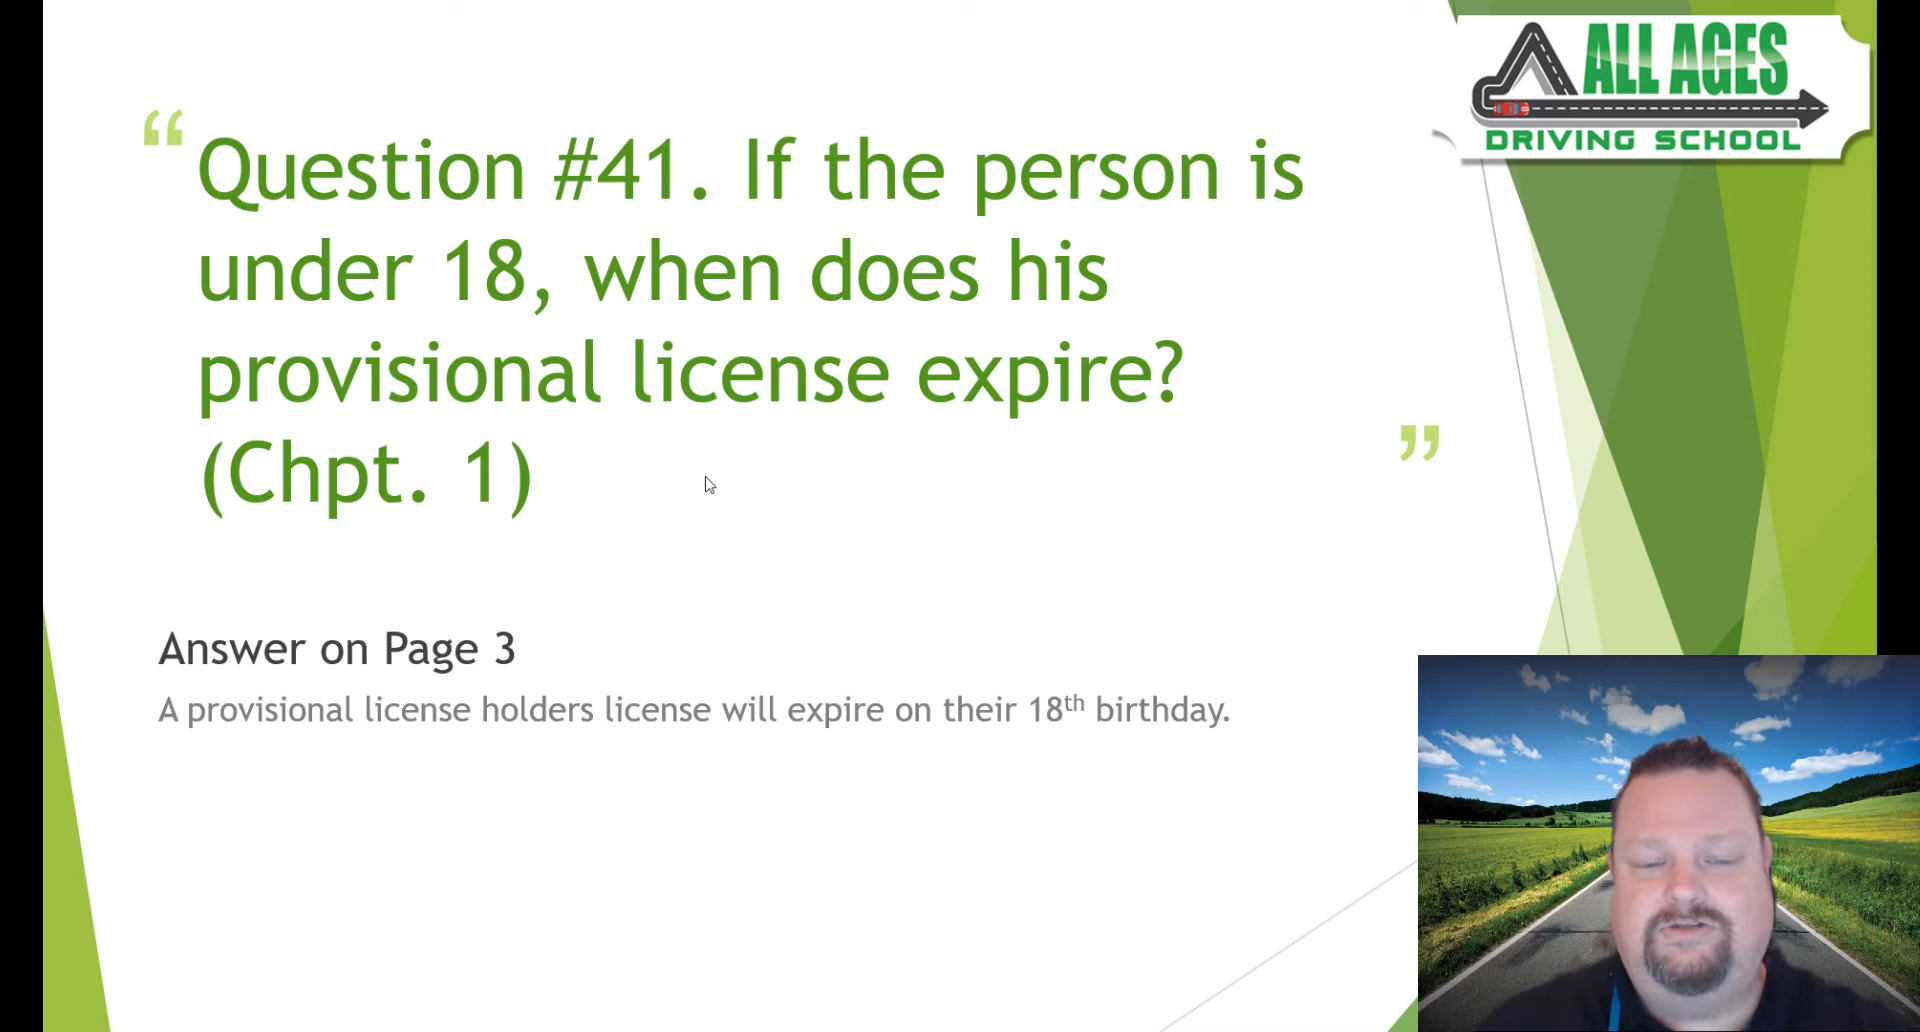 ALL AGES
DRIVING SCHOOL
“ Question #41. If the person is
under 18, when does his
provisional license expire?
(Chpt. 1) ”
Answer on Page 3
A provisional license holders license will expire on their 18th birthday.